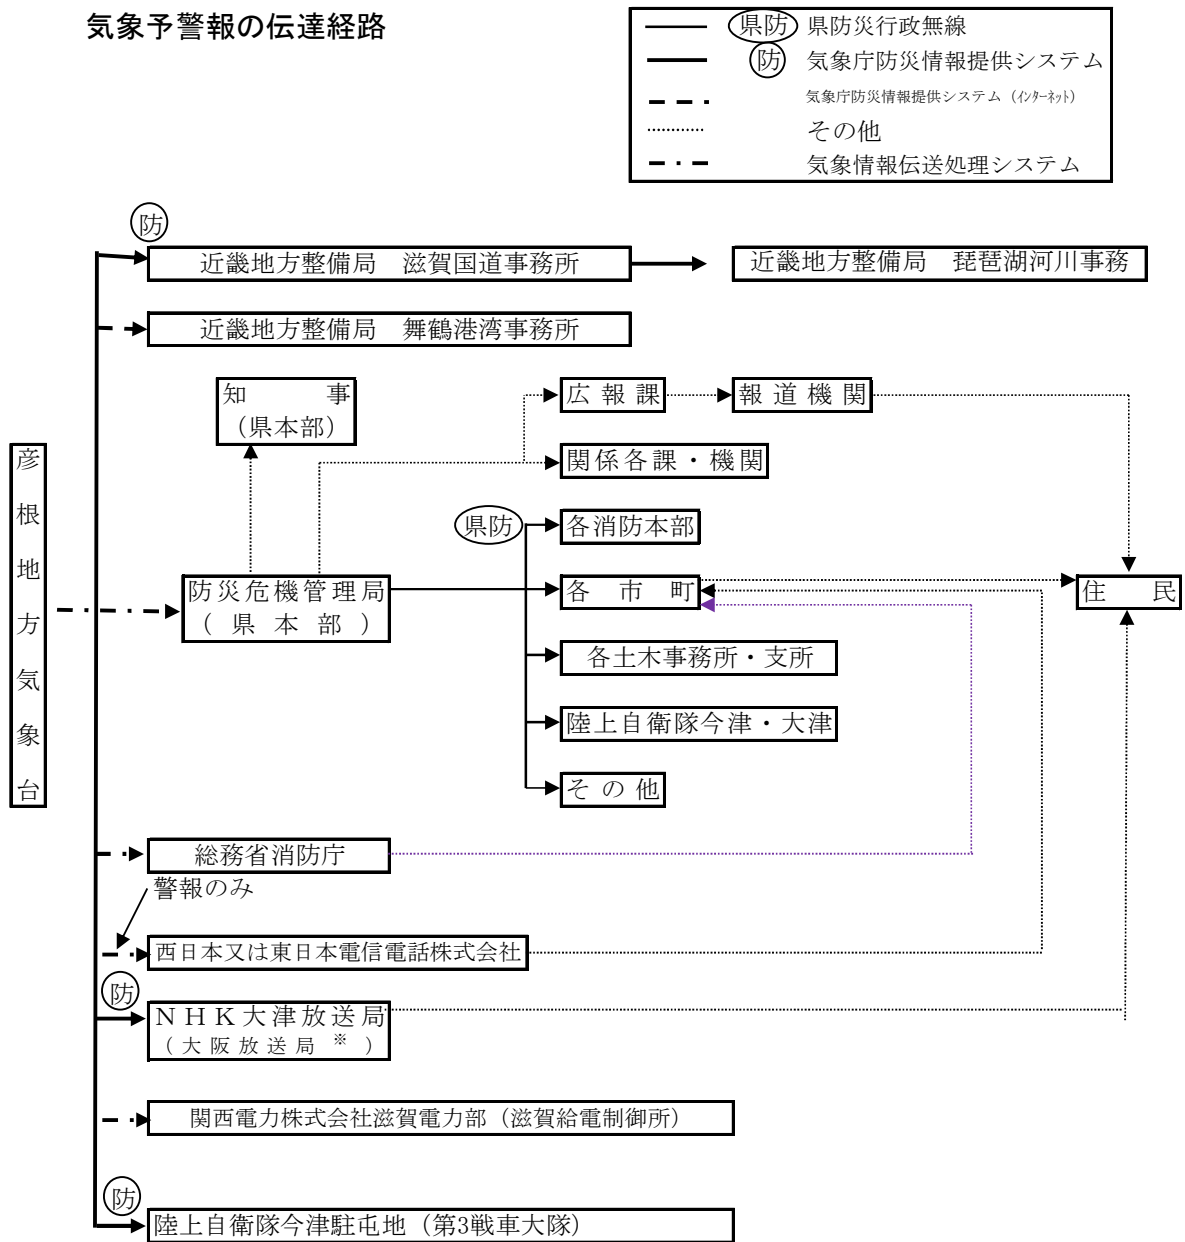 気象予警報の伝達経路
県防 県防災行政無線
防 気象庁防災情報提供システム
気象庁防災情報提供システム（インターネット）
その他
気象情報伝送処理システム
防
近畿地方整備局　滋賀国道事務所
近畿地方整備局　琵琶湖河川事務
近畿地方整備局　舞鶴港湾事務所
知　事
（県本部）
広報課
報道機関
関係各課・機関
県防
各消防本部
彦根地方気象台
防災危機管理局
（県本部）
各市町
住民
各土木事務所・支所
陸上自衛隊今津・大津
その他
総務省消防庁
警報のみ
西日本又は東日本電信電話株式会社
防
ＮＨＫ大津放送局
（大阪放送局※）
関西電力株式会社滋賀電力部（滋賀給電制御所）
防
陸上自衛隊今津駐屯地（第3戦車大隊）